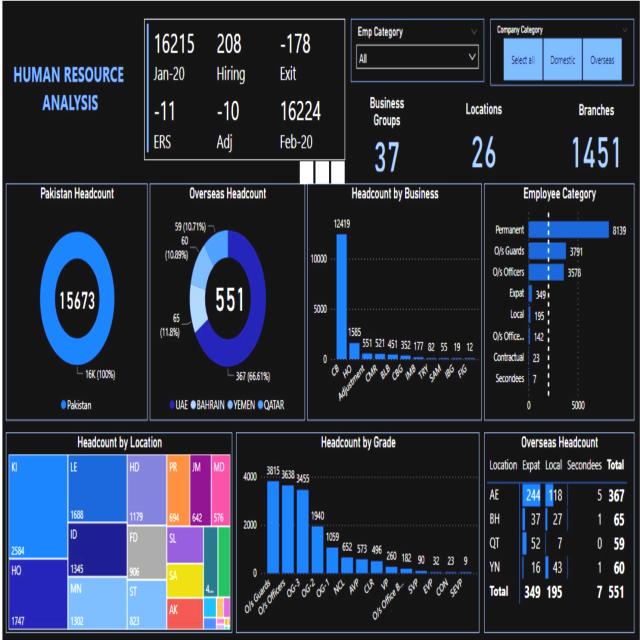 HUMAN RESOURCE
ANALYSIS
16215 208 -178
Jan-20 Hiring Exit
-11 -10 16224
ERS Adj Feb-20
Emp Category
All
Company Category
Select all Domestic Overseas
Business
Groups
37
Locations
26
Branches
1451
Pakistan Headcount
15673
16K (100%)
Pakistan
Overseas Headcount
59 (10.71%)
60
(10.89%)
65
(11.8%)
551
367 (66.61%)
UAE BAHRAIN YEMEN QATAR
Headcount by Business
12419
10000
5000
0
1585 551 521 451 352 177 82 55 19 12
CB HO Adjustment CMR BLB CBG IMB TRY SAM IBG FIG
Employee Category
Permanent 8139
O/s Guards 3791
O/s Officers 3578
Expat 349
Local 195
O/s Office... 142
Contractual 23
Secondees 7
0 5000
Headcount by Location
KI
2584
HO
1747
LE
1688
ID
1345
MN
1302
HD
1179
FD
906
ST
823
PR
694
JM
642
MD
576
SL
SA
AK
4...
Headcount by Grade
4000
2000
0
3815 3638 3455 1940 1059 652 573 496 260 182 90 32 23 9
O/s Guards O/s Officers OG-3 OG-2 OG-1 NCL AVP CLR VP O/s Office B... SVP EVP CON SEVP
Overseas Headcount
Location Expat Local Secondees Total
AE 244 118 5 367
BH 37 27 1 65
QT 52 7 0 59
YN 16 43 1 60
Total 349 195 7 551